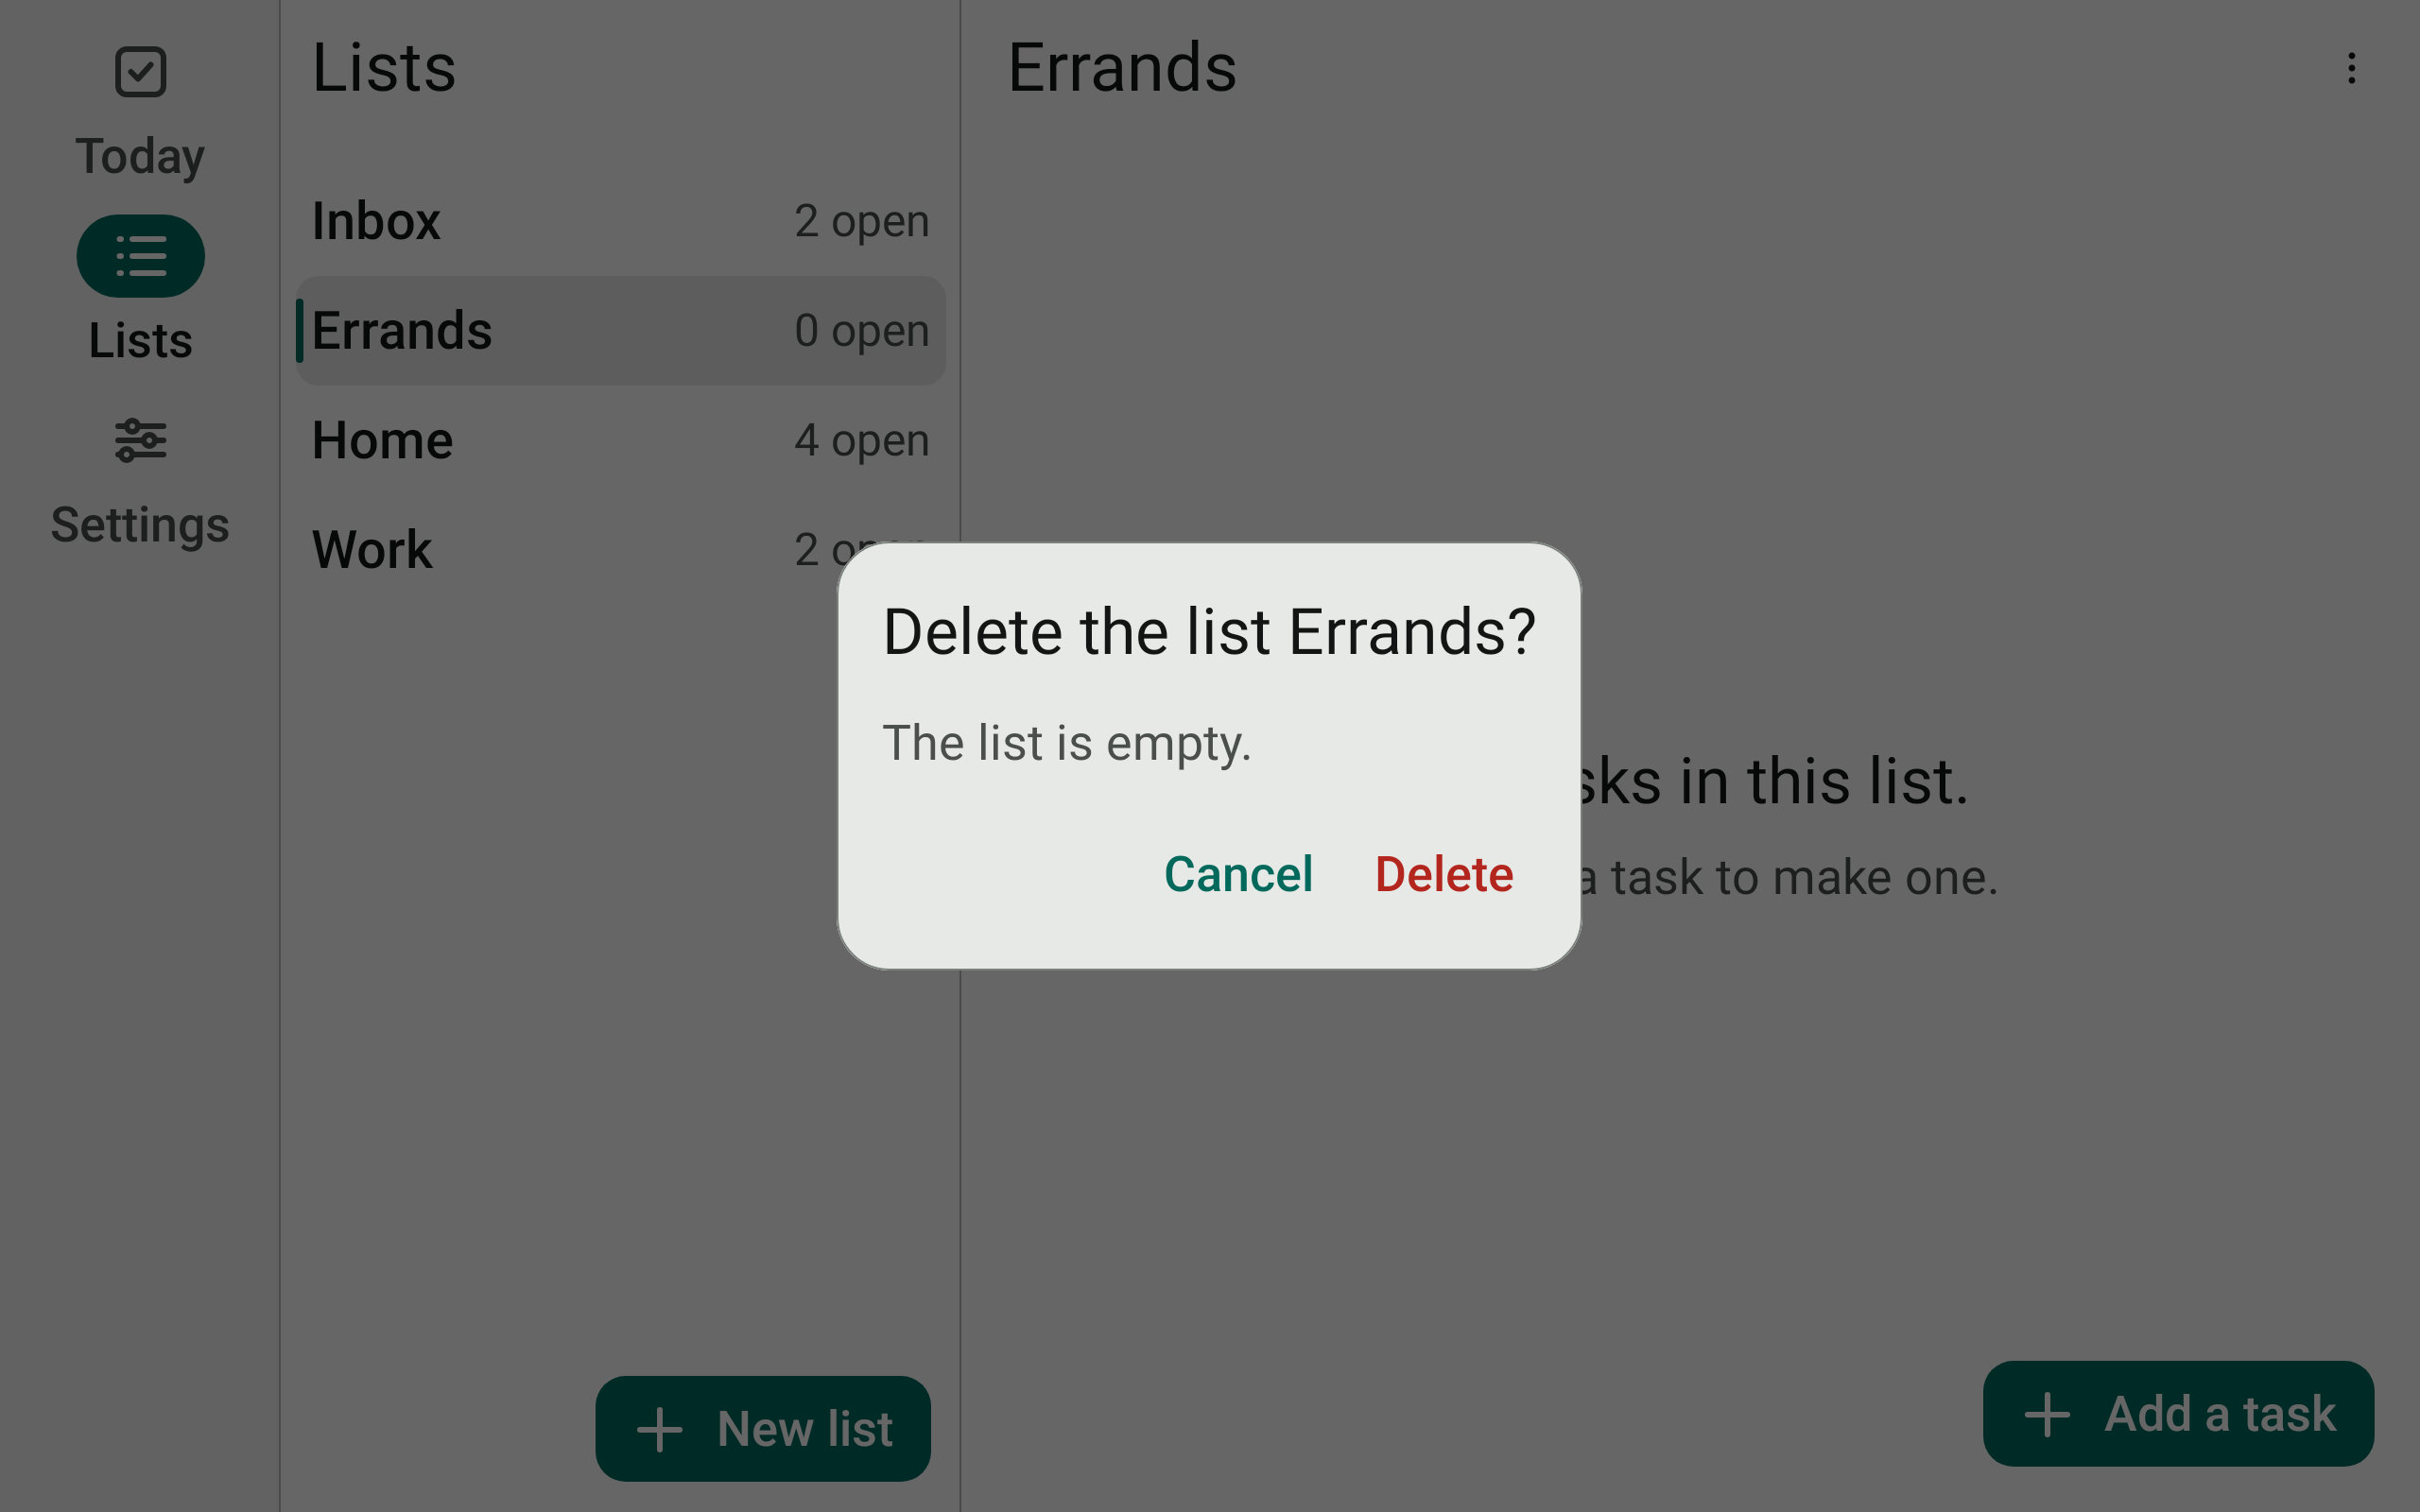 Today
Lists
Settings
Lists
Inbox 2 open
Errands 0 open
Home 4 open
Work 2
New list
Errands
in this list.
task to make one.
Add a task
Delete the list Errands?
The list is empty.
Cancel Delete